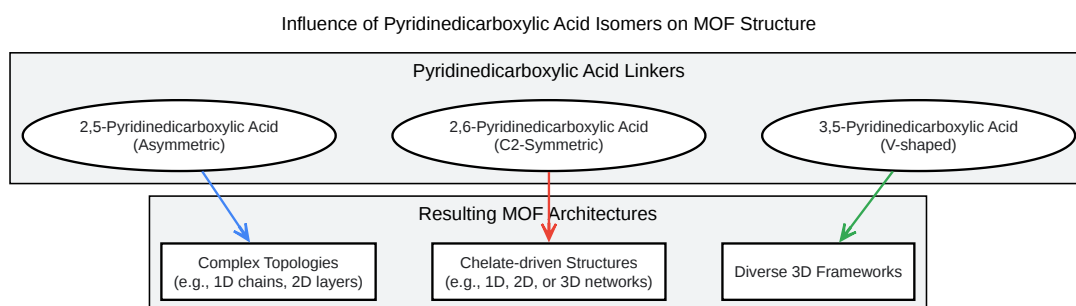 Influence of Pyridinedicarboxylic Acid Isomers on MOF Structure
Pyridinedicarboxylic Acid Linkers
2,5-Pyridinedicarboxylic Acid
(Asymmetric)
2,6-Pyridinedicarboxylic Acid
(C2-Symmetric)
3,5-Pyridinedicarboxylic Acid
(V-shaped)
Resulting MOF Architectures
Complex Topologies
(e.g., 1D chains, 2D layers)
Chelate-driven Structures
(e.g., 1D, 2D, or 3D networks)
Diverse 3D Frameworks